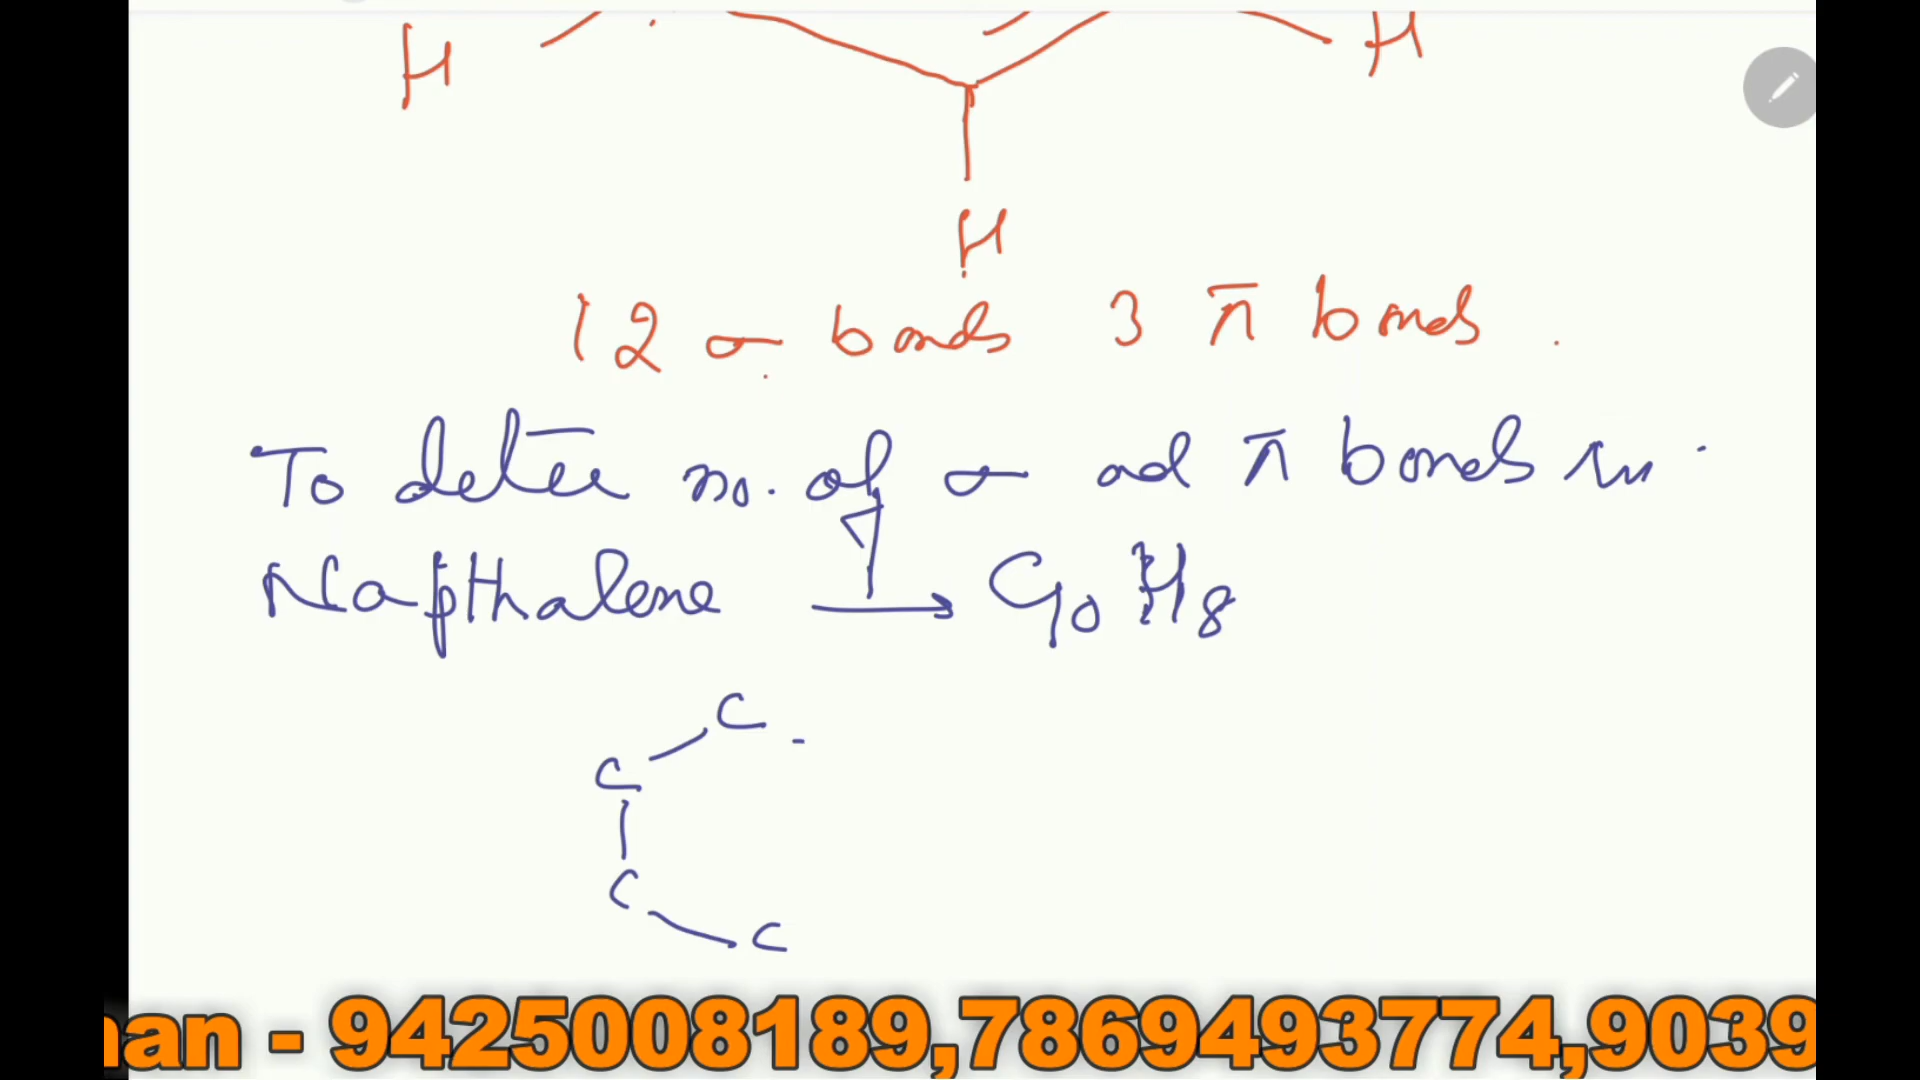 H
H
H
12 σ bonds 3 π bonds.
To deter no. of σ and π bonds in
Napthalene → C10H8
C
C
C
C
an - 9425008189,7869493774,9039